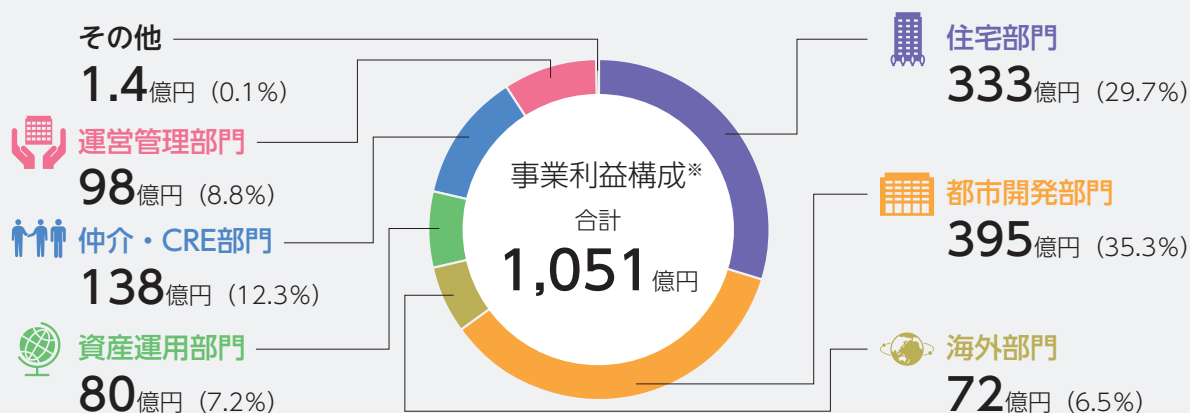 その他
1.4億円（0.1%）
運営管理部門
98億円（8.8%）
仲介・CRE部門
138億円（12.3%）
資産運用部門
80億円（7.2%）
事業利益構成※
合計
1,051億円
住宅部門
333億円（29.7%）
都市開発部門
395億円（35.3%）
海外部門
72億円（6.5%）